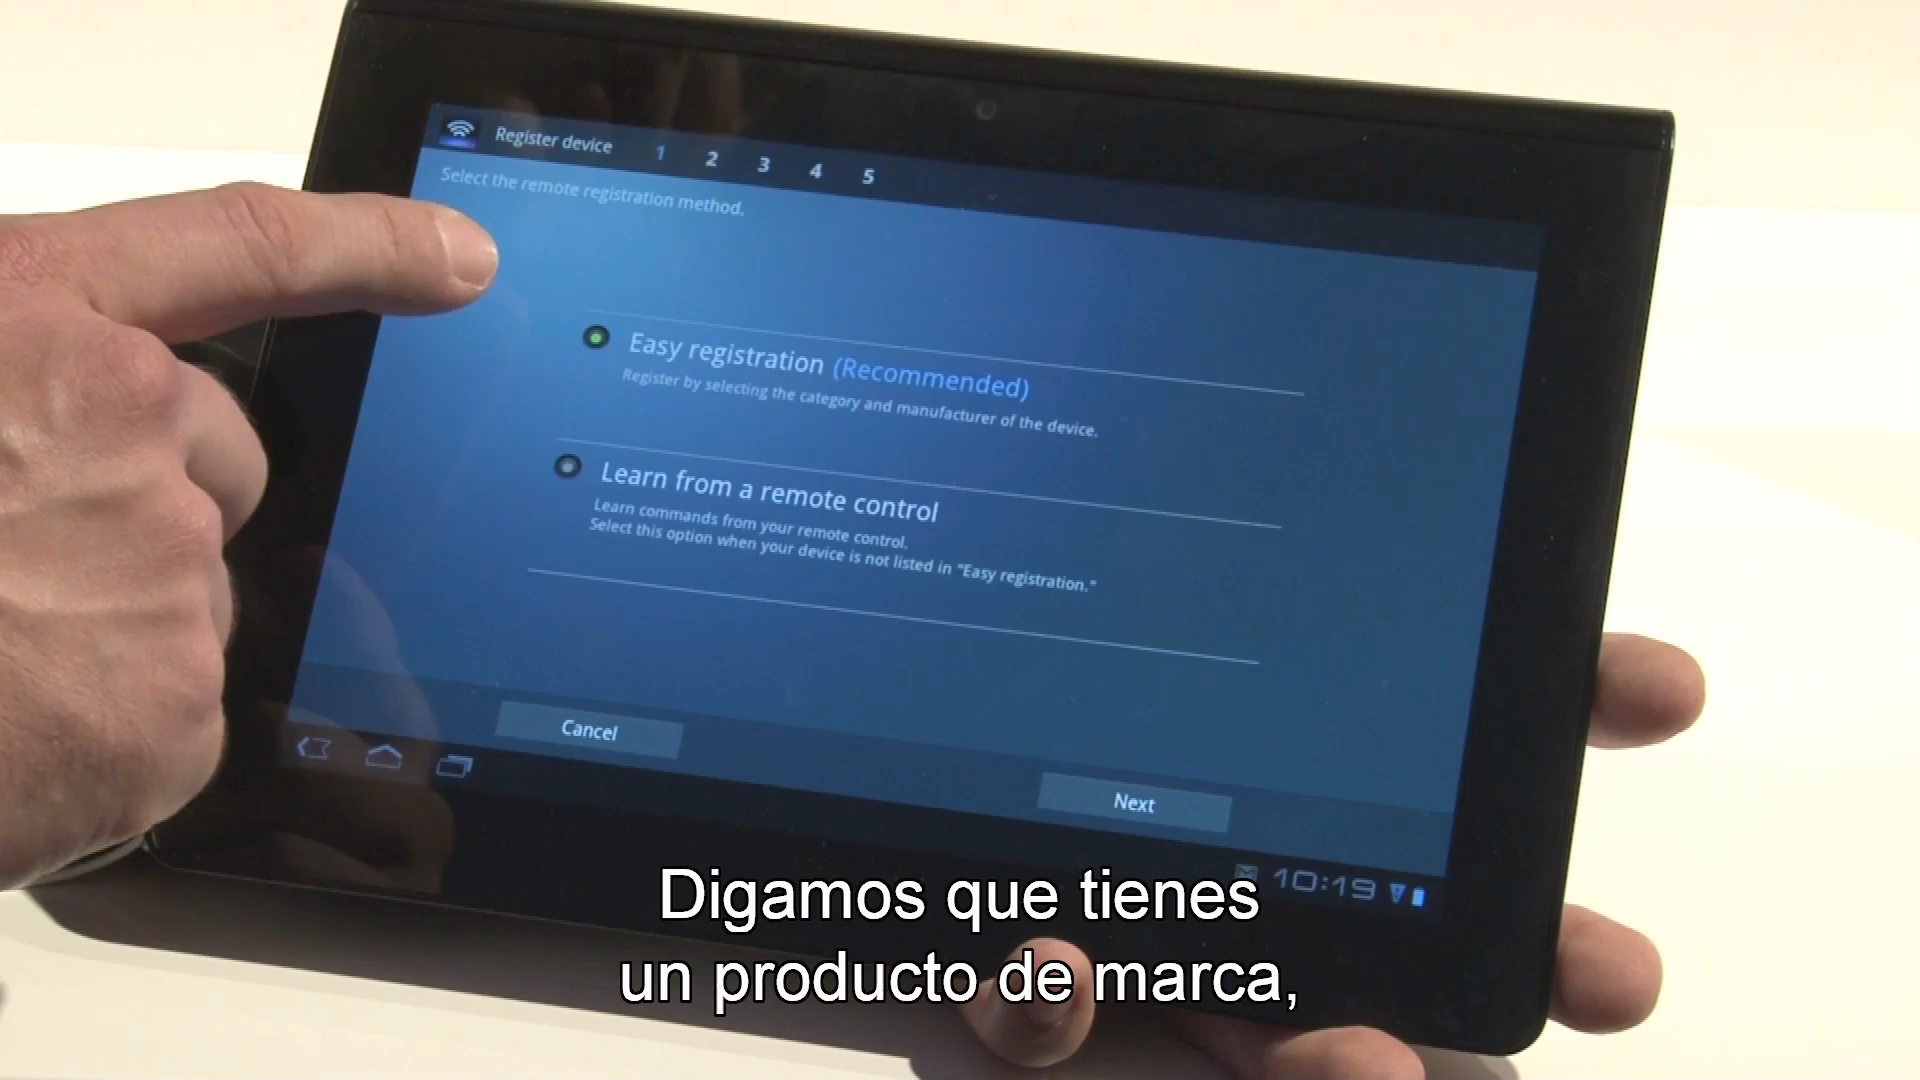 Register device 1 2 3 4 5
Select the remote registration method.
Easy registration (Recommended)
Register by selecting the category and manufacturer of the device.
Learn from a remote control
Learn commands from your remote control.
Select this option when your device is not listed in "Easy registration."
Cancel
Next
10:19
Digamos que tienes
un producto de marca,